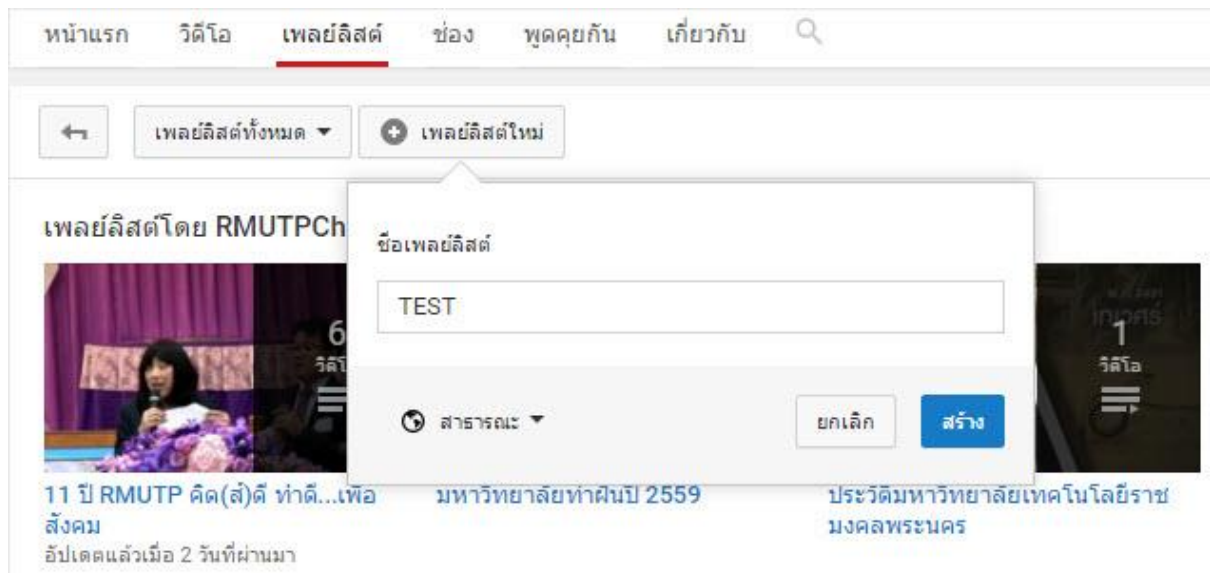 หน้าแรก วิดีโอ เพลย์ลิสต์ ช่อง พูดคุยกัน เกี่ยวกับ
เพลย์ลิสต์ทั้งหมด เพลย์ลิสต์ใหม่
เพลย์ลิสต์โดย RMUTPCh
ชื่อเพลย์ลิสต์
TEST
6
1
วิดีโอ
สาธารณะ ยกเลิก สร้าง
11 ปี RMUTP คิด(ส์)ดี ทำดี...เพื่อ
สังคม
อัปเดตแล้วเมื่อ 2 วันที่ผ่านมา
มหาวิทยาลัยทำฝันปี 2559
ประวัติมหาวิทยาลัยเทคโนโลยีราช
มงคลพระนคร